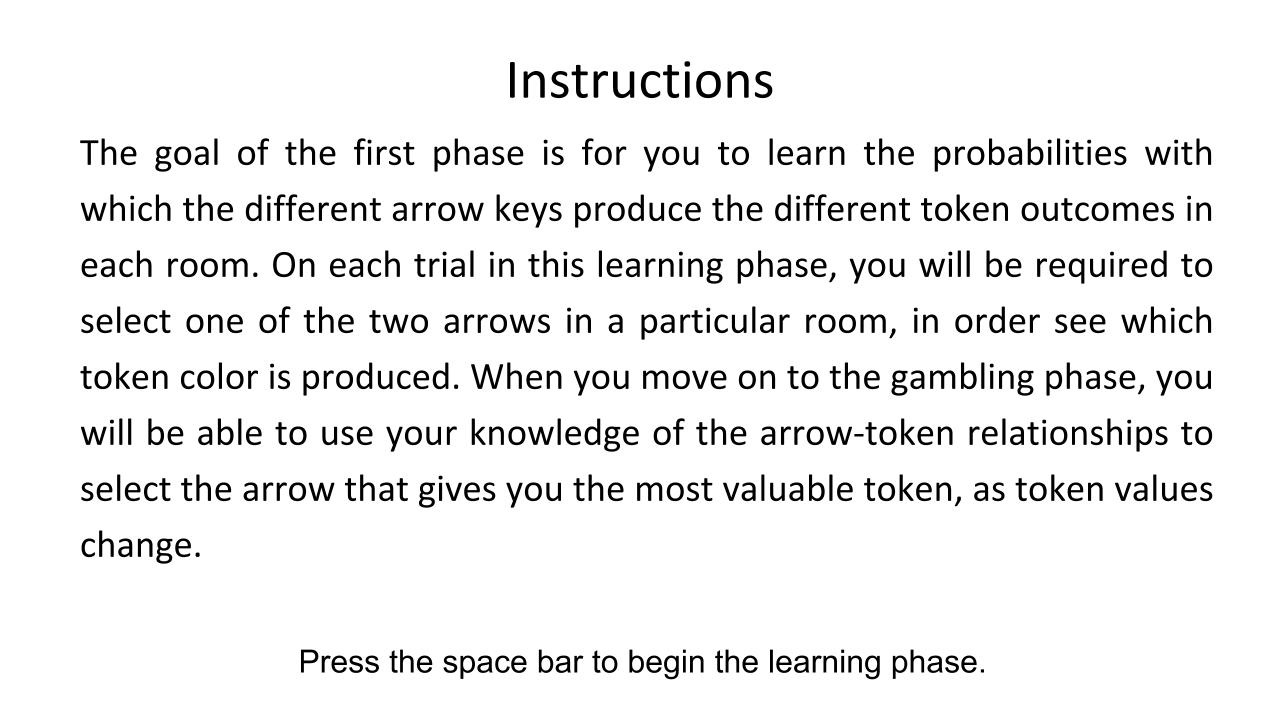 Instructions
The goal of the first phase is for you to learn the probabilities with
which the different arrow keys produce the different token outcomes in
each room. On each trial in this learning phase, you will be required to
select one of the two arrows in a particular room, in order see which
token color is produced. When you move on to the gambling phase, you
will be able to use your knowledge of the arrow-token relationships to
select the arrow that gives you the most valuable token, as token values
change.
Press the space bar to begin the learning phase.